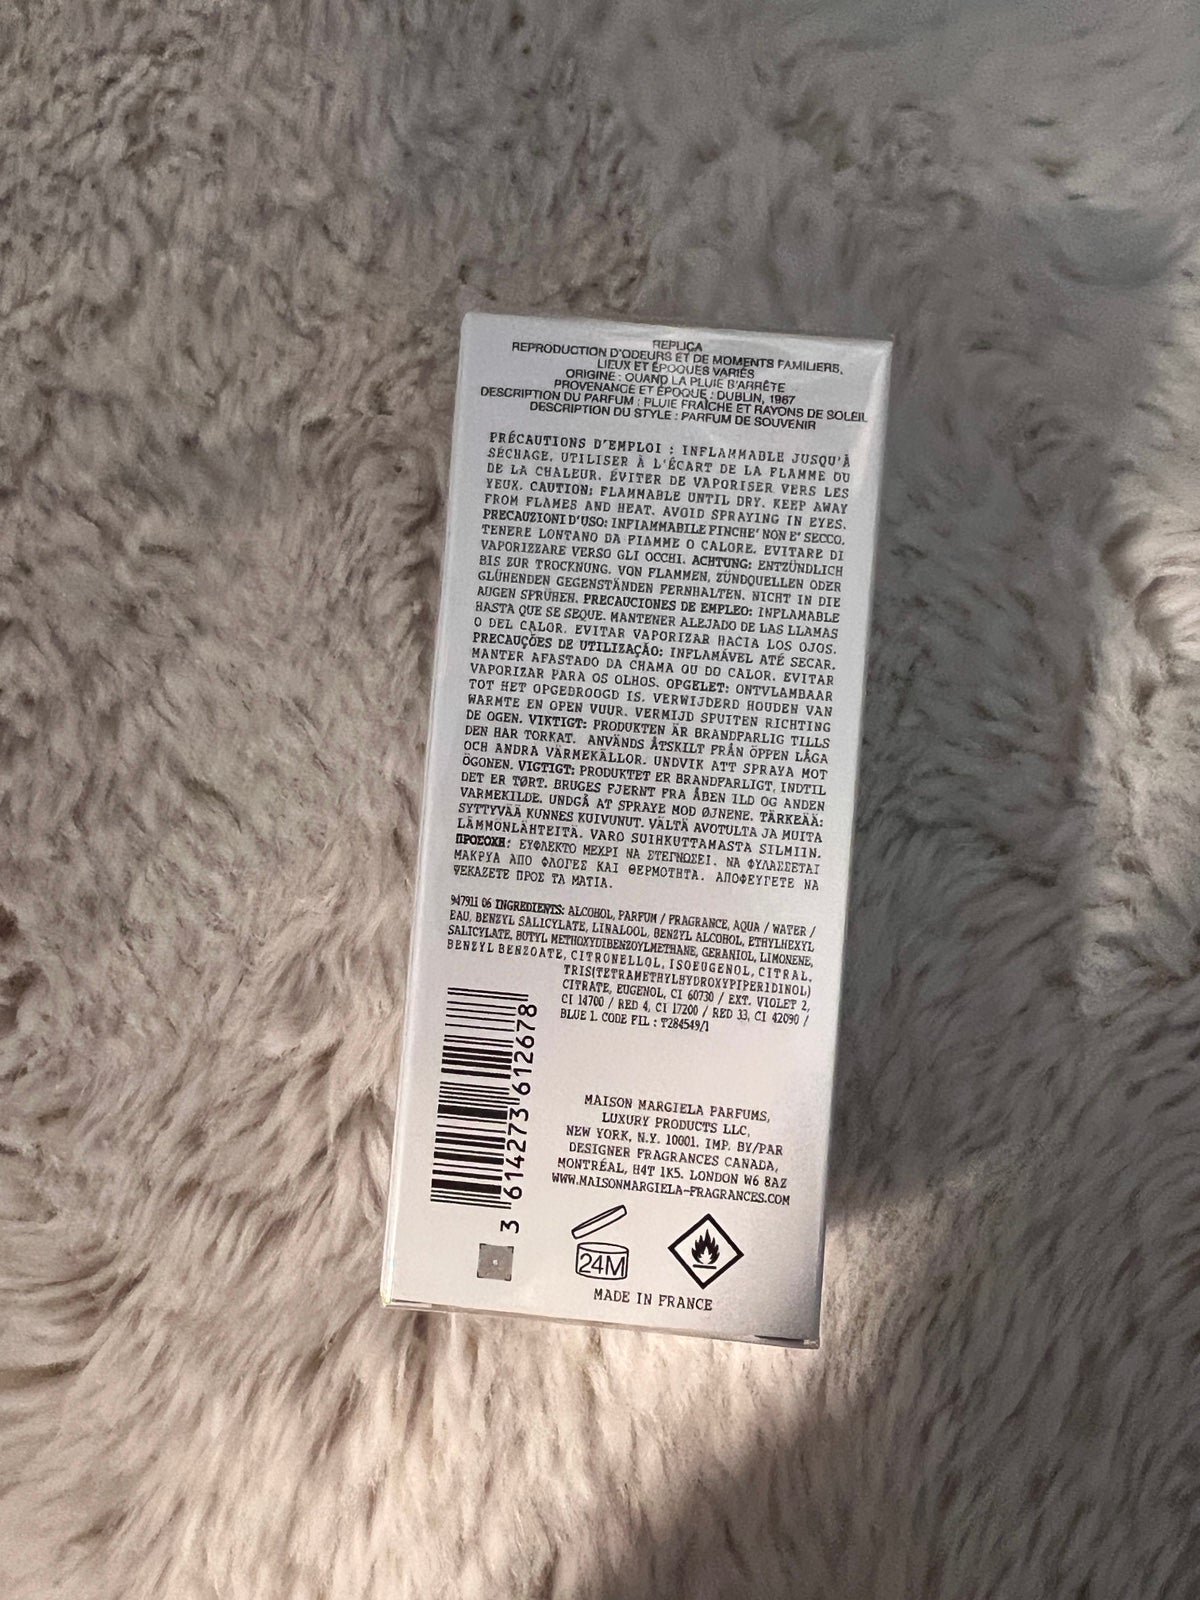 REPLICA
REPRODUCTION D'ODEURS ET DE MOMENTS FAMILIERS,
LIEUX ET ÉPOQUES VARIÉS
ORIGINE : QUAND LA PLUIE S'ARRÊTE
PROVENANCE ET ÉPOQUE : DUBLIN, 1967
DESCRIPTION DU PARFUM : PLUIE FRAÎCHE ET RAYONS DE SOLEIL
DESCRIPTION DU STYLE : PARFUM DE SOUVENIR
PRÉCAUTIONS D'EMPLOI : INFLAMMABLE JUSQU'À
SÉCHAGE. UTILISER À L'ÉCART DE LA FLAMME OU
DE LA CHALEUR. ÉVITER DE VAPORISER VERS LES
YEUX. CAUTION: FLAMMABLE UNTIL DRY. KEEP AWAY
FROM FLAMES AND HEAT. AVOID SPRAYING IN EYES.
PRECAUZIONI D'USO: INFIAMMABILE FINCHE' NON E' SECCO.
TENERE LONTANO DA FIAMME O CALORE. EVITARE DI
VAPORIZZARE VERSO GLI OCCHI. ACHTUNG: ENTZÜNDLICH
BIS ZUR TROCKNUNG. VON FLAMMEN, ZÜNDQUELLEN ODER
GLÜHENDEN GEGENSTÄNDEN FERNHALTEN. NICHT IN DIE
AUGEN SPRÜHEN. PRECAUCIONES DE EMPLEO: INFLAMABLE
HASTA QUE SE SEQUE. MANTENER ALEJADO DE LAS LLAMAS
O DEL CALOR. EVITAR VAPORIZAR HACIA LOS OJOS.
PRECAUÇÕES DE UTILIZAÇÃO: INFLAMÁVEL ATÉ SECAR.
MANTER AFASTADO DA CHAMA OU DO CALOR. EVITAR
VAPORIZAR PARA OS OLHOS. OPGELET: ONTVLAMBAAR
TOT HET OPGEDROOGD IS. VERWIJDERD HOUDEN VAN
WARMTE EN OPEN VUUR. VERMIJD SPUITEN RICHTING
DE OGEN. VIKTIGT: PRODUKTEN ÄR BRANDFARLIG TILLS
DEN HAR TORKAT. ANVÄNDS ÅTSKILT FRÅN ÖPPEN LÅGA
OCH ANDRA VÄRMEKÄLLOR. UNDVIK ATT SPRAYA MOT
ÖGONEN. VIGTIGT: PRODUKTET ER BRANDFARLIGT, INDTIL
DET ER TØRT. BRUGES FJERNT FRA ÅBEN ILD OG ANDEN
VARMEKILDE. UNDGÅ AT SPRAYE MOD ØJNENE. TÄRKEÄÄ:
SYTTYVÄÄ KUNNES KUIVUNUT. VÄLTÄ AVOTULTA JA MUITA
LÄMMÖNLÄHTEITÄ. VARO SUIHKUTTAMASTA SILMIIN.
ΠΡΟΣΟΧΗ: ΕΥΦΛΕΚΤΟ ΜΕΧΡΙ ΝΑ ΣΤΕΓΝΩΣΕΙ. ΝΑ ΦΥΛΑΣΣΕΤΑΙ
ΜΑΚΡΥΑ ΑΠΟ ΦΛΟΓΕΣ ΚΑΙ ΘΕΡΜΟΤΗΤΑ. ΑΠΟΦΕΥΓΕΤΕ ΝΑ
ΨΕΚΑΖΕΤΕ ΠΡΟΣ ΤΑ ΜΑΤΙΑ.
947911 06 INGREDIENTS: ALCOHOL, PARFUM / FRAGRANCE, AQUA / WATER /
EAU, BENZYL SALICYLATE, LINALOOL, BENZYL ALCOHOL, ETHYLHEXYL
SALICYLATE, BUTYL METHOXYDIBENZOYLMETHANE, GERANIOL, LIMONENE,
BENZYL BENZOATE, CITRONELLOL, ISOEUGENOL, CITRAL,
TRIS(TETRAMETHYLHYDROXYPIPERIDINOL)
CITRATE, EUGENOL, CI 60730 / EXT. VIOLET 2,
CI 14700 / RED 4, CI 17200 / RED 33, CI 42090 /
BLUE 1. CODE FIL : T284549/1
3 614273 612678
MAISON MARGIELA PARFUMS,
LUXURY PRODUCTS LLC,
NEW YORK, N.Y. 10001. IMP. BY/PAR
DESIGNER FRAGRANCES CANADA,
MONTRÉAL, H4T 1K5. LONDON W6 8AZ
WWW.MAISONMARGIELA-FRAGRANCES.COM
24M
MADE IN FRANCE